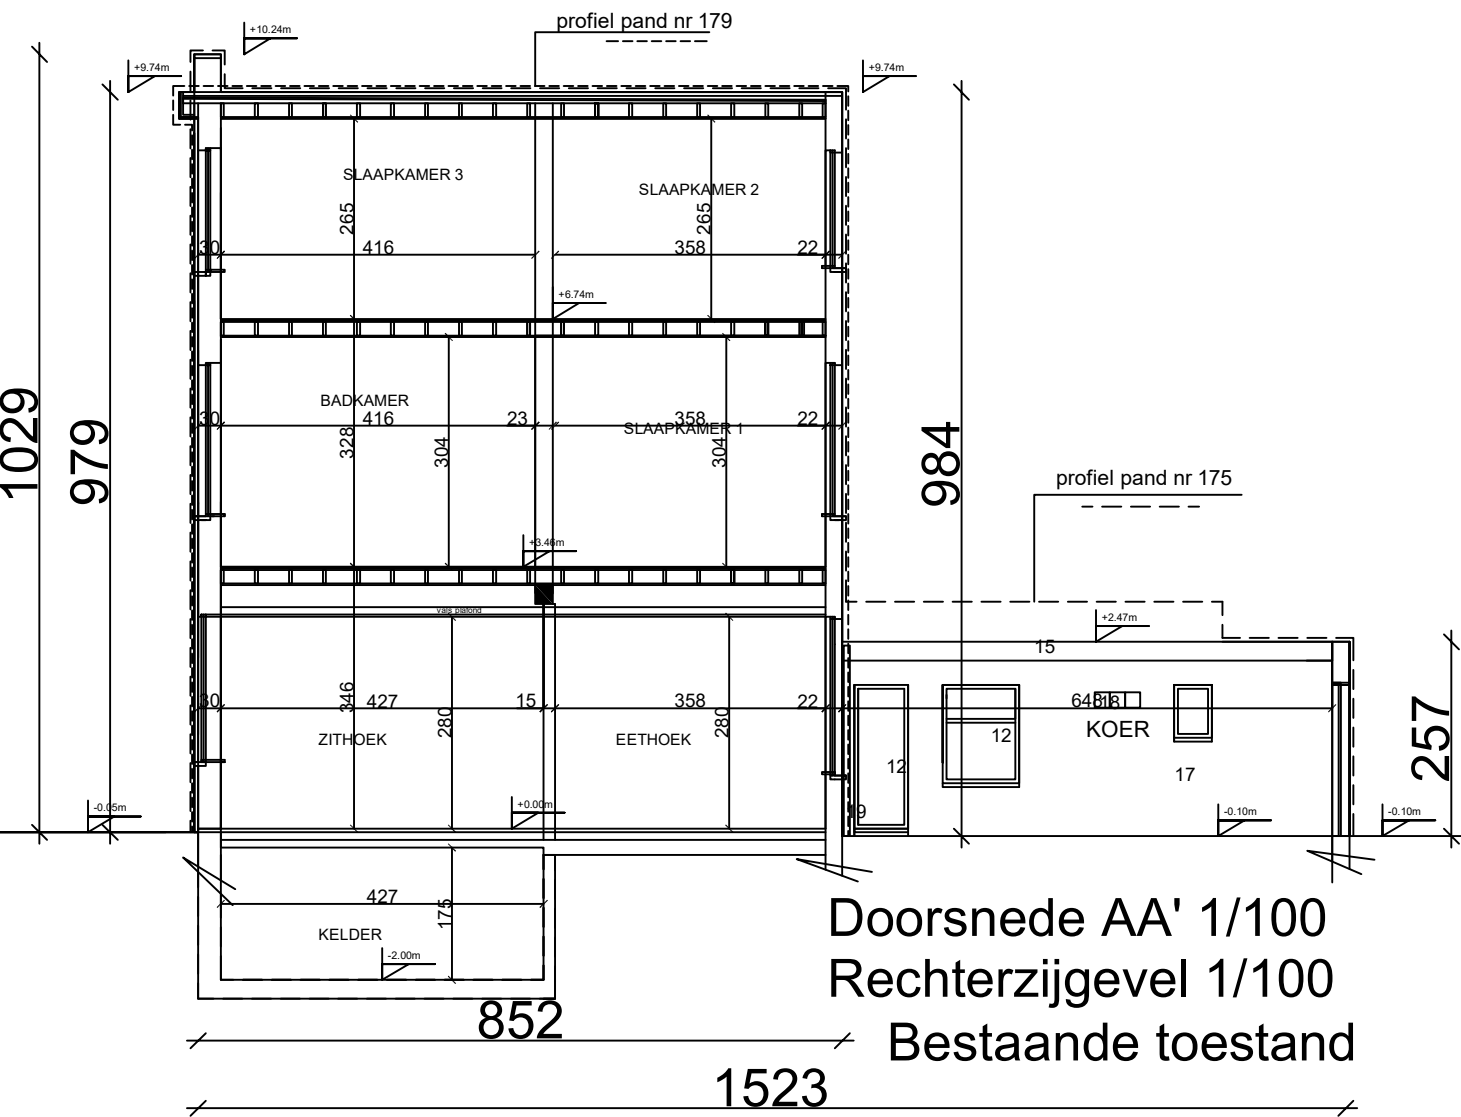 profiel pand nr 179
+10.24m
+9.74m
+9.74m
SLAAPKAMER 3
SLAAPKAMER 2
265
265
30
416
358
22
+6.74m
1029
979
984
BADKAMER
30
416
23
358
22
SLAAPKAMER 1
328
304
304
profiel pand nr 175
+3.46m
vals plafond
+2.47m
15
30
346
427
15
358
22
648
18
280
280
KOER
257
ZITHOEK
EETHOEK
12
12
17
19
-0.05m
+0.00m
-0.10m
-0.10m
427
175
KELDER
-2.00m
Doorsnede AA' 1/100
Rechterzijgevel 1/100
Bestaande toestand
852
1523